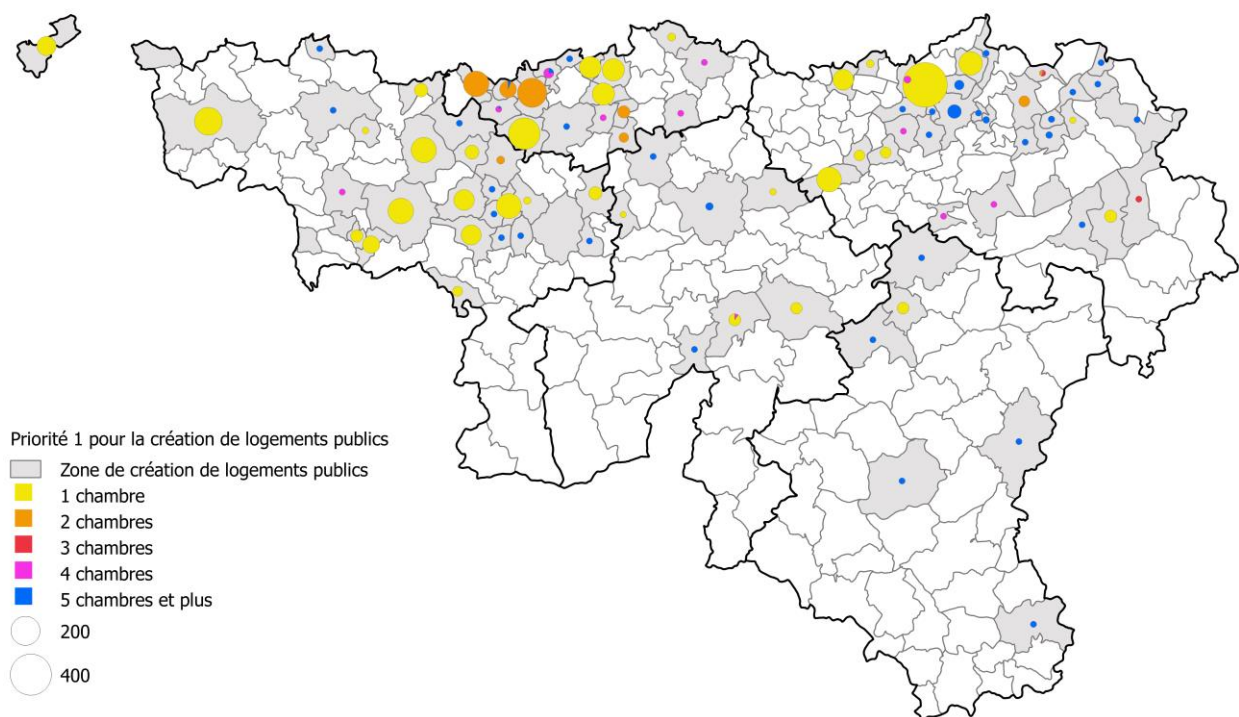 Priorité 1 pour la création de logements publics
Zone de création de logements publics
1 chambre
2 chambres
3 chambres
4 chambres
5 chambres et plus
200
400